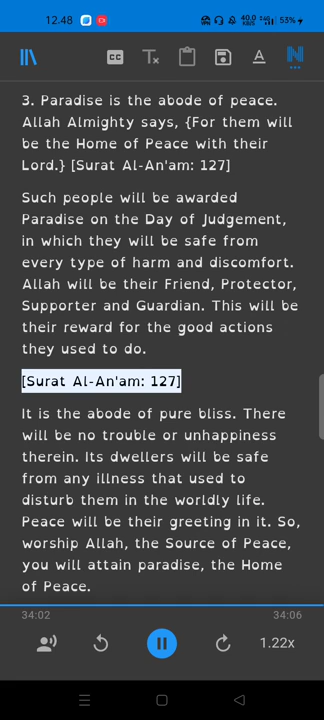 12.48 40.0 KB/S 53%
CC
3. Paradise is the abode of peace.
Allah Almighty says, {For them will
be the Home of Peace with their
Lord.} [Surat Al-An'am: 127]
Such people will be awarded
Paradise on the Day of Judgement,
in which they will be safe from
every type of harm and discomfort.
Allah will be their Friend, Protector,
Supporter and Guardian. This will be
their reward for the good actions
they used to do.
[Surat Al-An'am: 127]
It is the abode of pure bliss. There
will be no trouble or unhappiness
therein. Its dwellers will be safe
from any illness that used to
disturb them in the worldly life.
Peace will be their greeting in it. So,
worship Allah, the Source of Peace,
you will attain paradise, the Home
of Peace.
34:02 34:06
1.22x